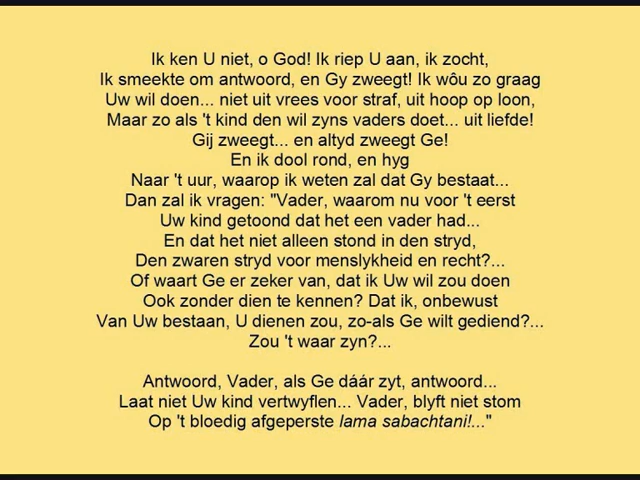 Ik ken U niet, o God! Ik riep U aan, ik zocht,
Ik smeekte om antwoord, en Gy zweegt! Ik wôu zo graag
Uw wil doen... niet uit vrees voor straf, uit hoop op loon,
Maar zo als 't kind den wil zyns vaders doet... uit liefde!
Gij zweegt... en altyd zweegt Ge!
En ik dool rond, en hyg
Naar 't uur, waarop ik weten zal dat Gy bestaat...
Dan zal ik vragen: "Vader, waarom nu voor 't eerst
Uw kind getoond dat het een vader had...
En dat het niet alleen stond in den stryd,
Den zwaren stryd voor menslykheid en recht?...
Of waart Ge er zeker van, dat ik Uw wil zou doen
Ook zonder dien te kennen? Dat ik, onbewust
Van Uw bestaan, U dienen zou, zo-als Ge wilt gediend?...
Zou 't waar zyn?...
Antwoord, Vader, als Ge dáár zyt, antwoord...
Laat niet Uw kind vertwyflen... Vader, blyft niet stom
Op 't bloedig afgeperste lama sabachtani!..."